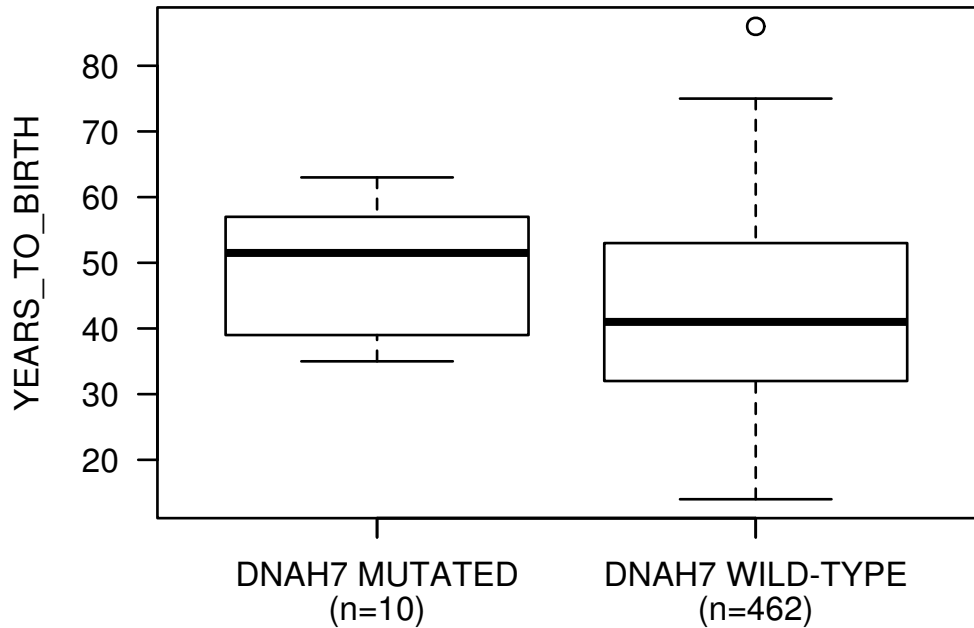 YEARS_TO_BIRTH
80
70
60
50
40
30
20
DNAH7 MUTATED
(n=10)
DNAH7 WILD-TYPE
(n=462)